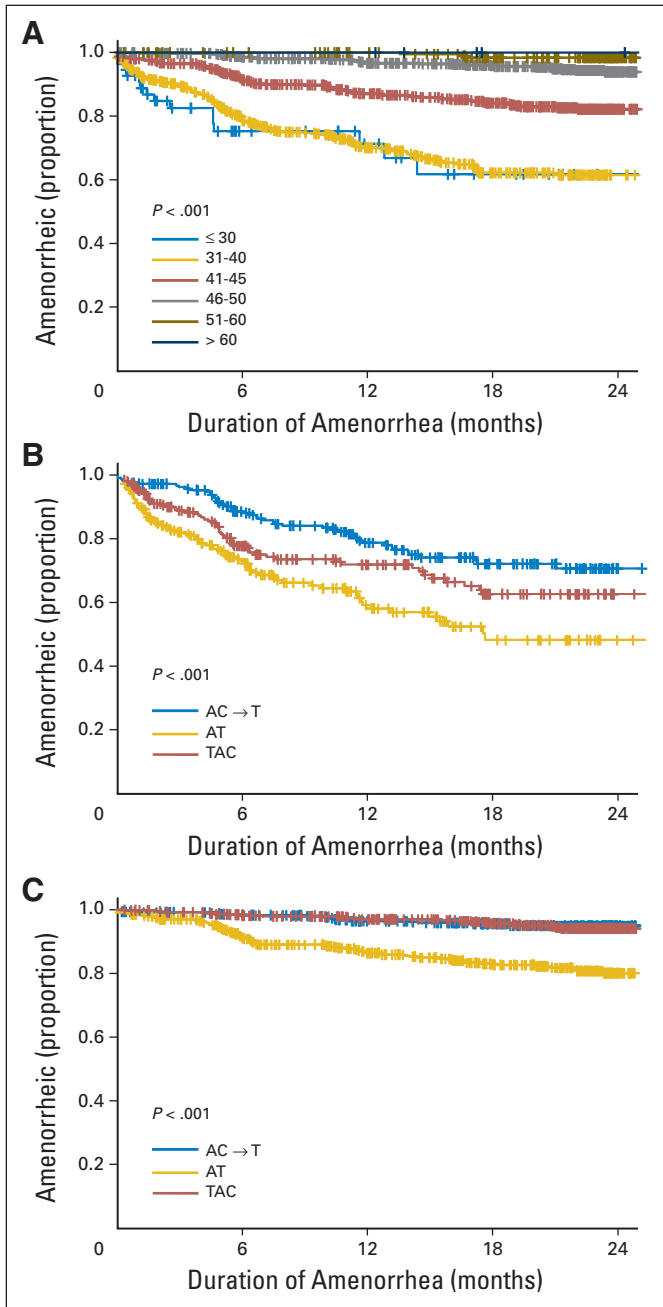 A
1.0
0.8
0.6
0.4
0.2
Amenorrheic (proportion)
P < .001
≤ 30
31-40
41-45
46-50
51-60
> 60
0 6 12 18 24
Duration of Amenorrhea (months)
B
1.0
0.8
0.6
0.4
0.2
Amenorrheic (proportion)
P < .001
AC → T
AT
TAC
0 6 12 18 24
Duration of Amenorrhea (months)
C
1.0
0.8
0.6
0.4
0.2
Amenorrheic (proportion)
P < .001
AC → T
AT
TAC
0 6 12 18 24
Duration of Amenorrhea (months)